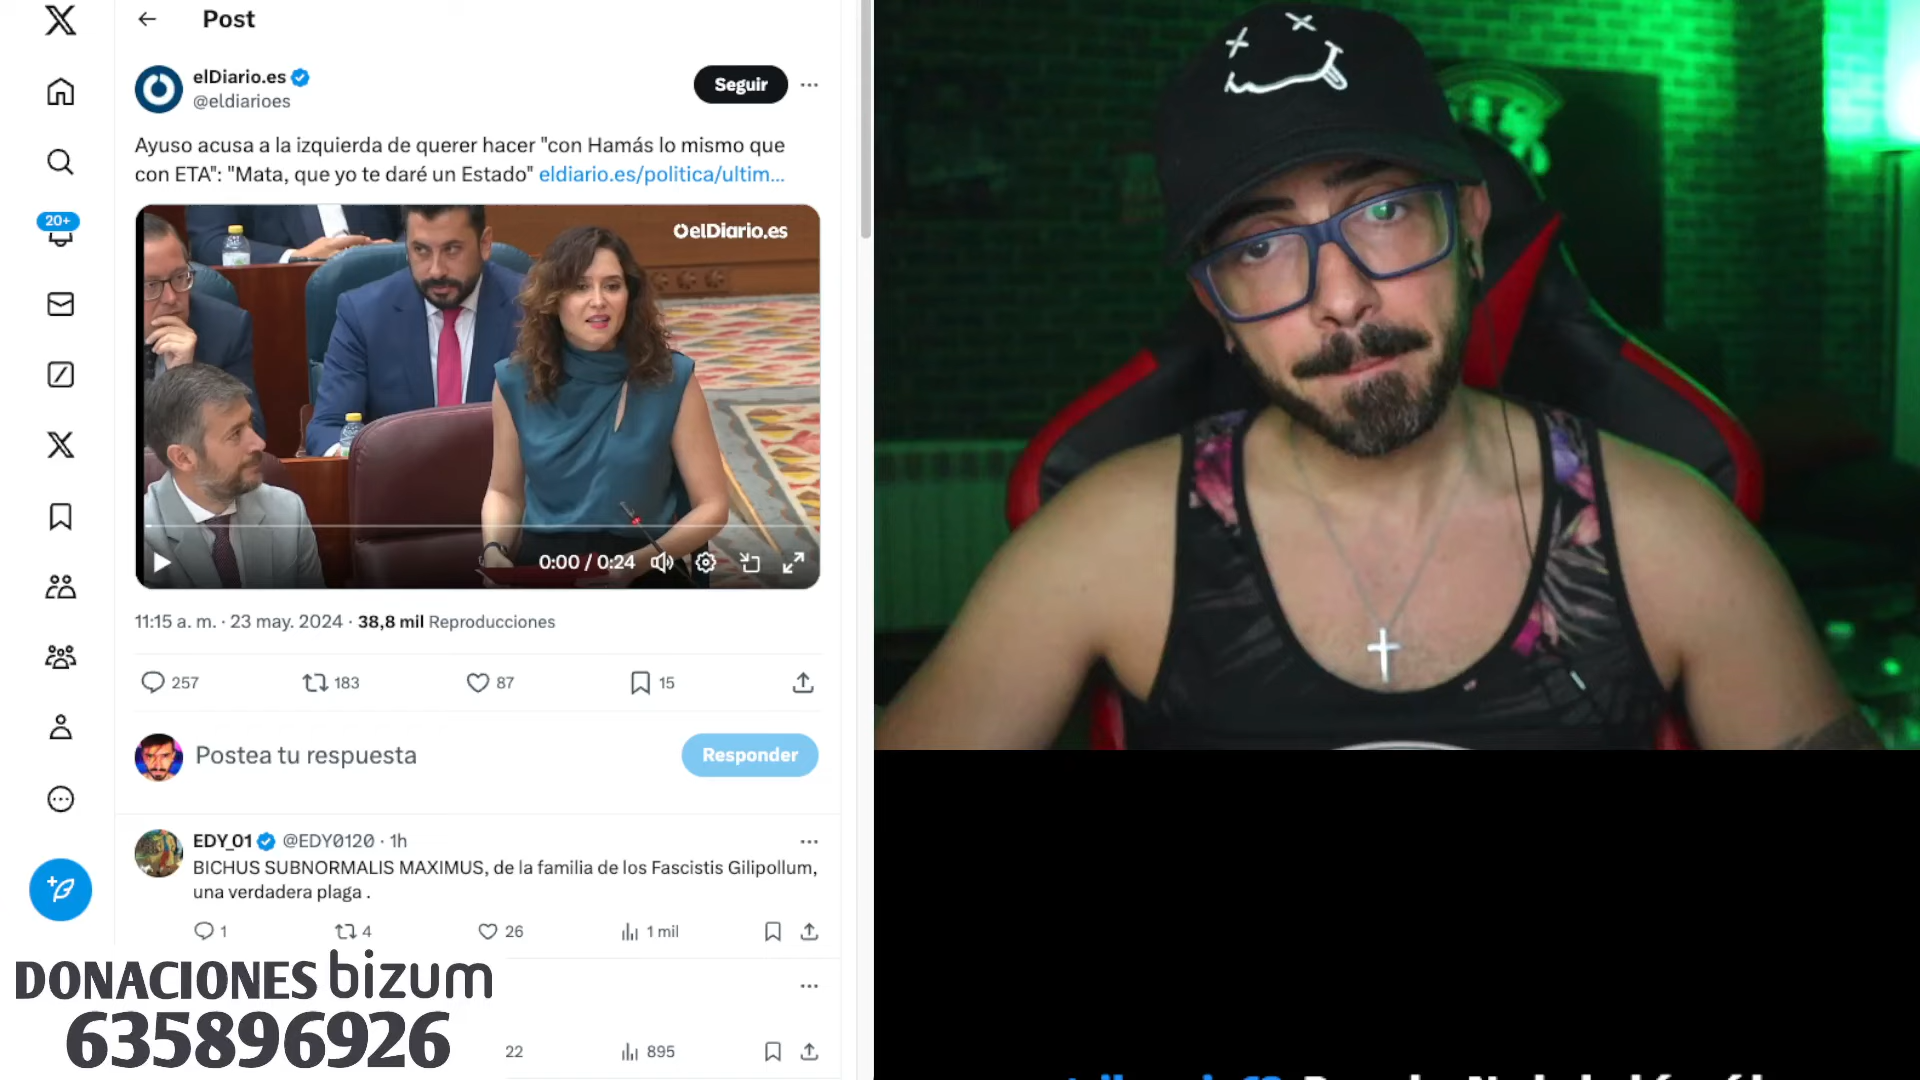 Post
elDiario.es
@eldiarioes
Seguir
Ayuso acusa a la izquierda de querer hacer "con Hamás lo mismo que
con ETA": "Mata, que yo te daré un Estado" eldiario.es/politica/ultim...
20+
elDiario.es
0:00 / 0:24
11:15 a. m. · 23 may. 2024 · 38,8 mil Reproducciones
257 183 87 15
Postea tu respuesta
Responder
EDY_01 @EDY0120 · 1h
BICHUS SUBNORMALIS MAXIMUS, de la familia de los Fascistis Gilipollum,
una verdadera plaga .
1 4 26 1 mil
DONACIONES bizum
635896926
22 895